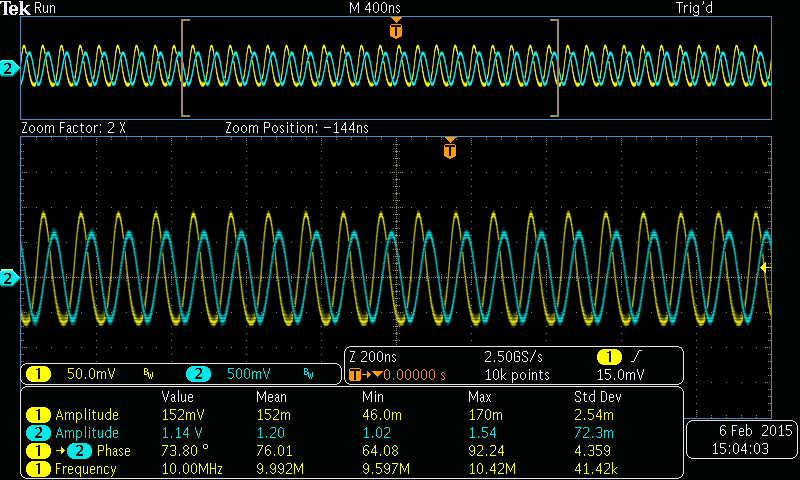 Tek Run M 400ns Trig'd
T
2
Zoom Factor: 2 X Zoom Position: −144ns
T
2
1 50.0mV BW 2 500mV BW
Z 200ns 2.50GS/s 1
T→▼0.00000 s 10k points 15.0mV
Value Mean Min Max Std Dev
1 Amplitude 152mV 152m 46.0m 170m 2.54m
2 Amplitude 1.14 V 1.20 1.02 1.54 72.3m
1 →2 Phase 73.80 ° 76.01 64.08 92.24 4.359
1 Frequency 10.00MHz 9.992M 9.597M 10.42M 41.42k
6 Feb 2015
15:04:03